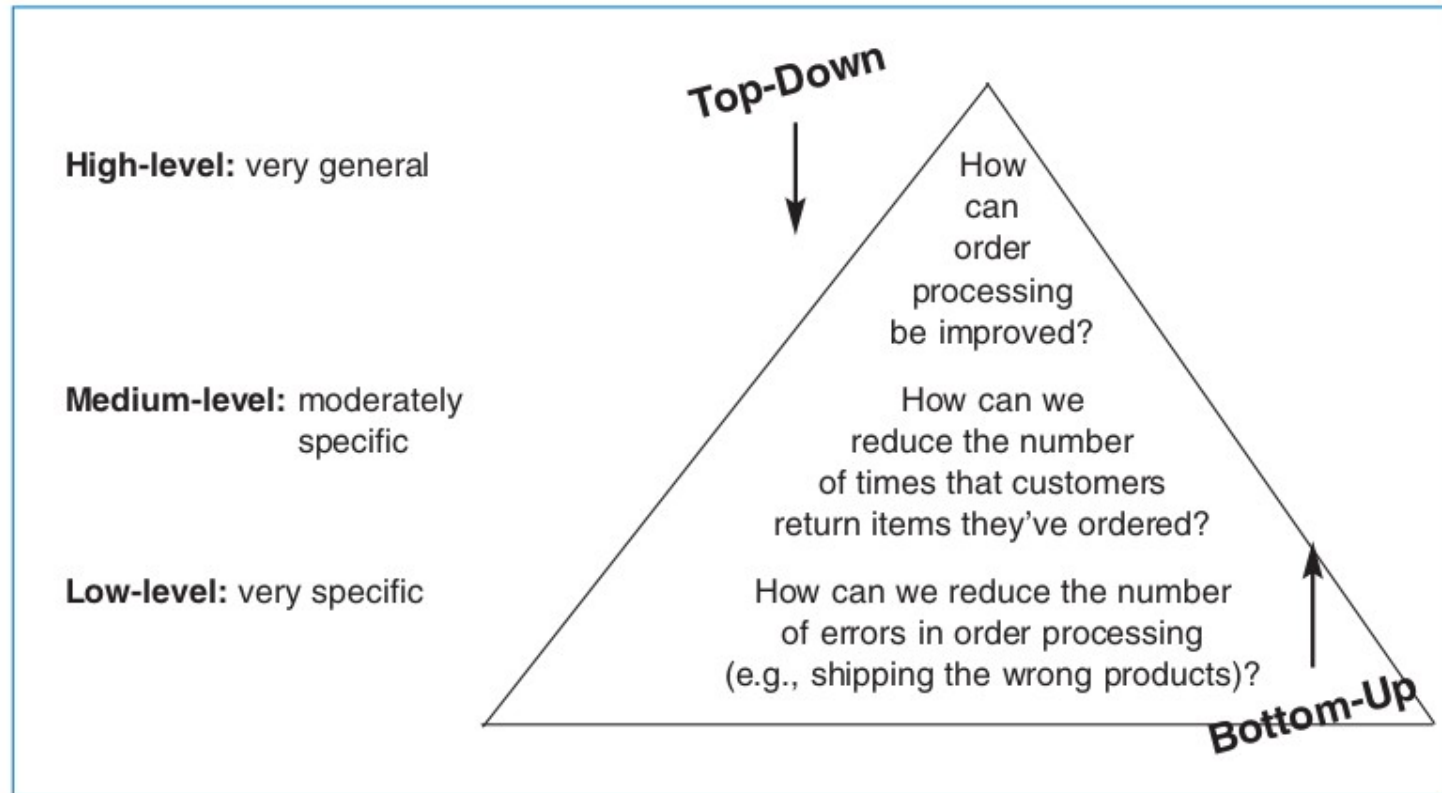 Top-Down
High-level: very general
How
can
order
processing
be improved?
Medium-level: moderately
specific
How can we
reduce the number
of times that customers
return items they've ordered?
Low-level: very specific
How can we reduce the number
of errors in order processing
(e.g., shipping the wrong products)?
Bottom-Up